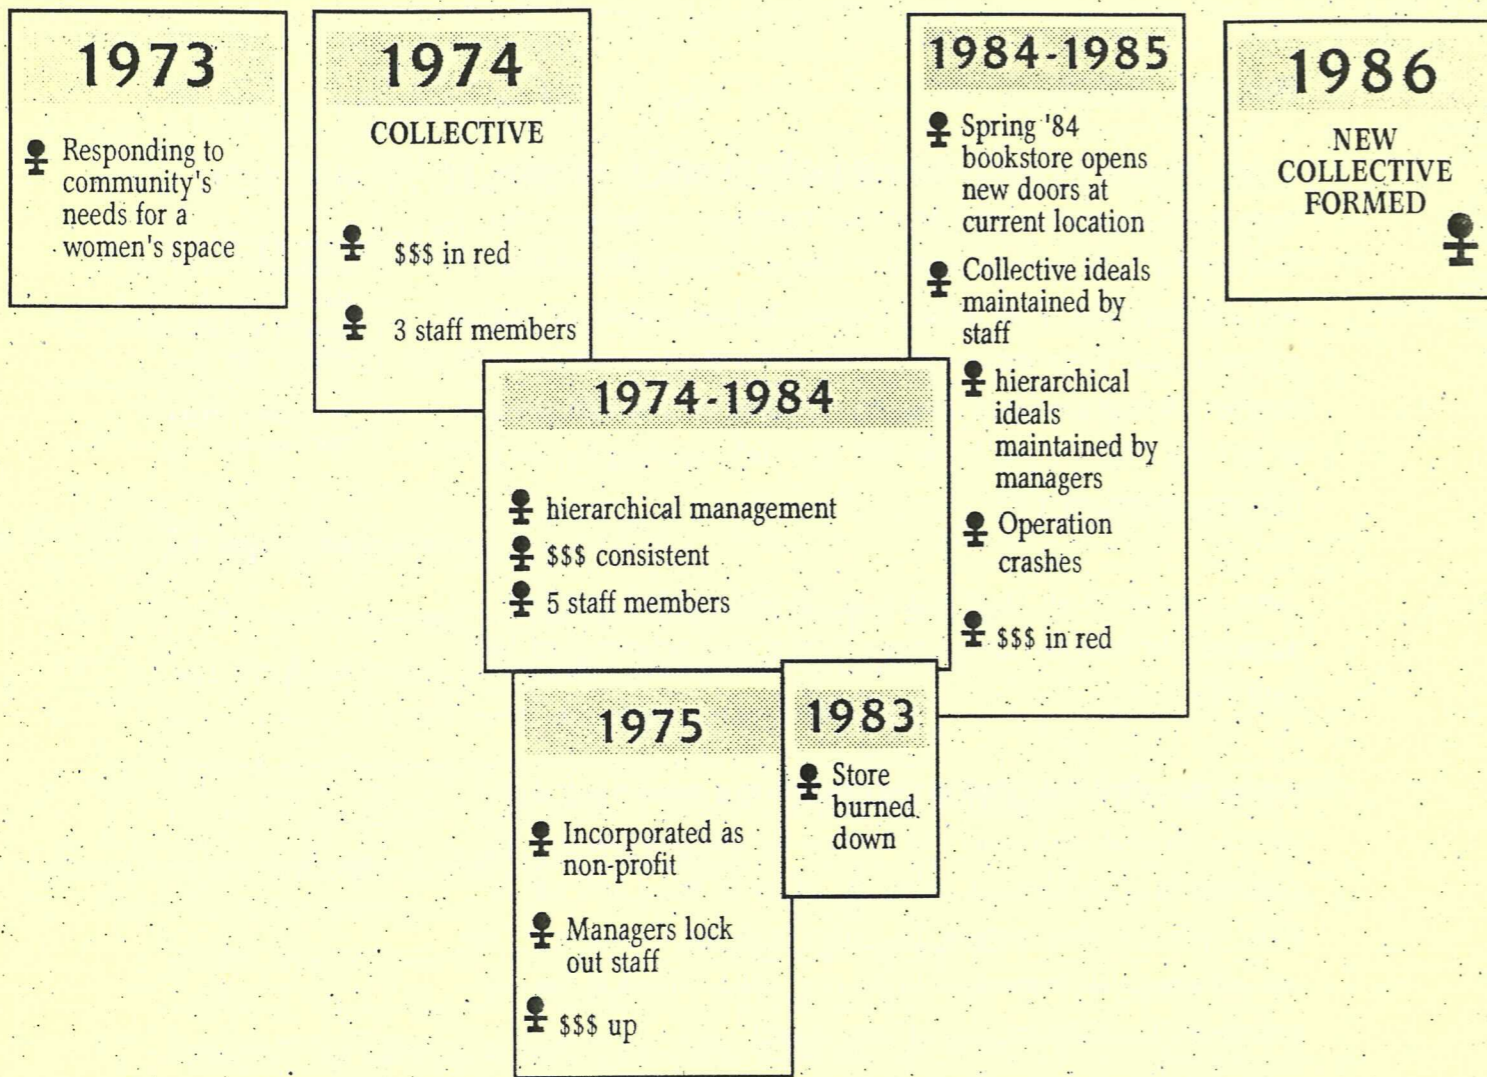 1973
Responding to
community's
needs for a
women's space
1974
COLLECTIVE
$$$ in red
3 staff members
1974-1984
hierarchical management
$$$ consistent
5 staff members
1975
Incorporated as
non-profit
Managers lock
out staff
$$$ up
1983
Store
burned
down
1984-1985
Spring '84
bookstore opens
new doors at
current location
Collective ideals
maintained by
staff
hierarchical
ideals
maintained by
managers
Operation
crashes
$$$ in red
1986
NEW
COLLECTIVE
FORMED